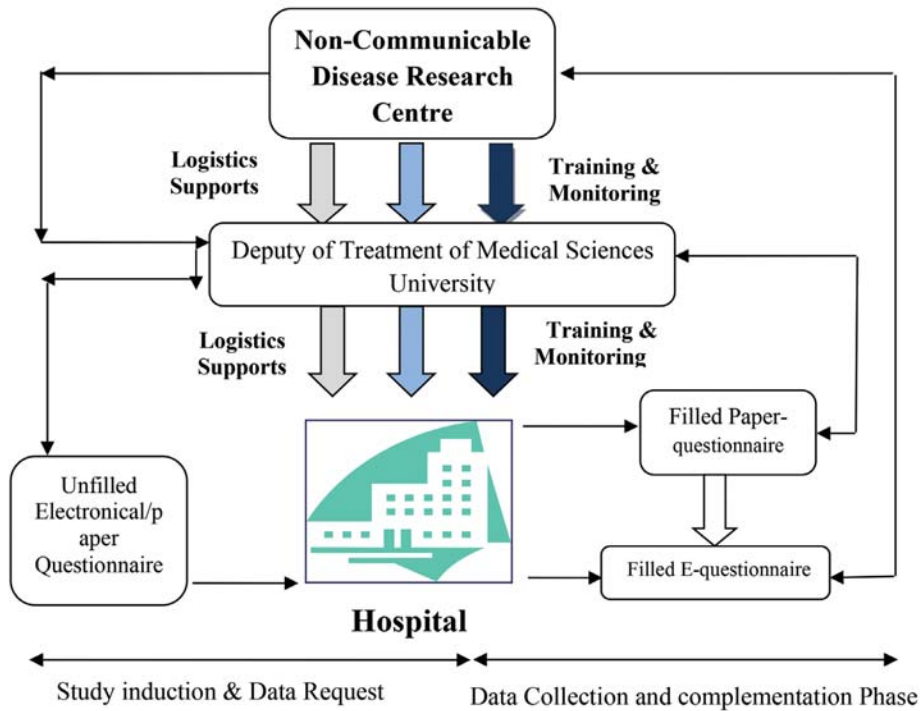 Non-Communicable
Disease Research
Centre
Logistics
Supports
Training &
Monitoring
Deputy of Treatment of Medical Sciences
University
Logistics
Supports
Training &
Monitoring
Filled Paper-
questionnaire
Unfilled
Electronical/p
aper
Questionnaire
Filled E-questionnaire
Hospital
Study induction & Data Request
Data Collection and complementation Phase